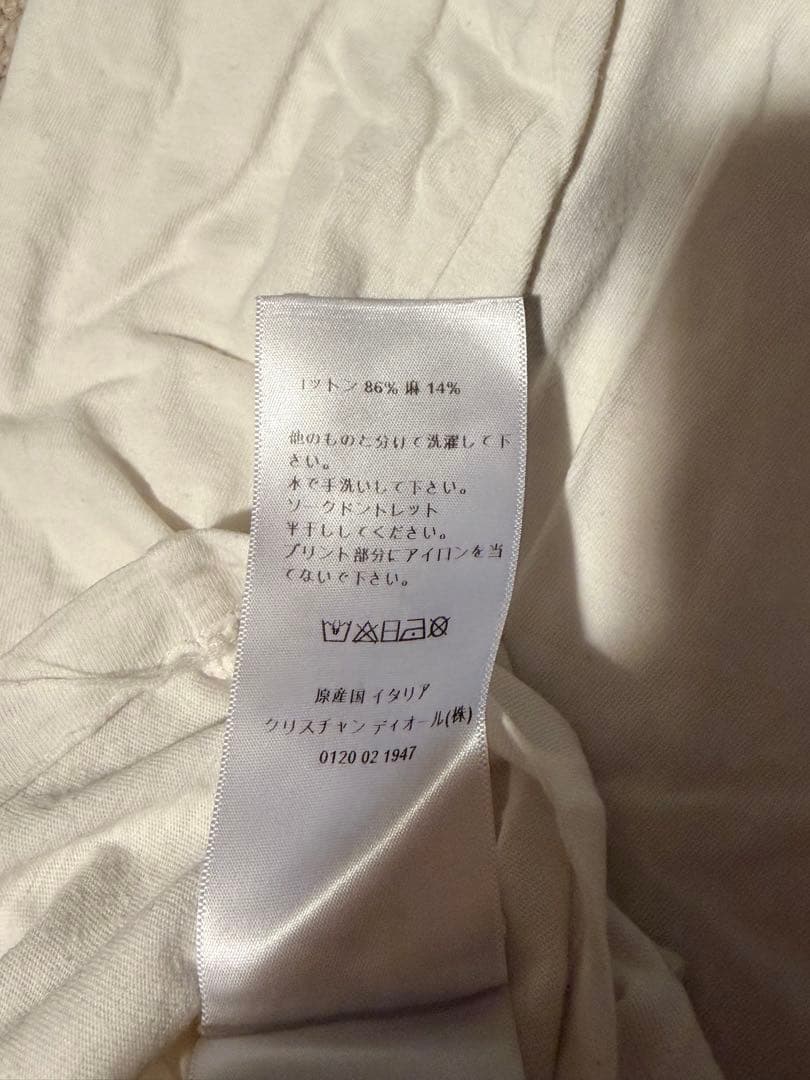 コットン 86% 麻 14%
他のものと分けて洗濯して下
さい。
水で手洗いして下さい。
ソークドントレット
半干ししてください。
プリント部分にアイロンを当
てないで下さい。
原産国 イタリア
クリスチャン ディオール(株)
0120 02 1947